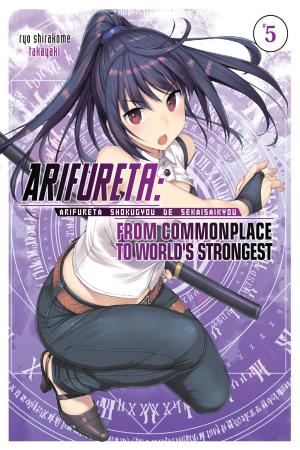 ryo shirakome
takayaki
#5
ARIFURETA:
ARIFURETA SHOKUGYOU DE SEKAISAIKYOU
FROM COMMONPLACE
TO WORLD'S STRONGEST